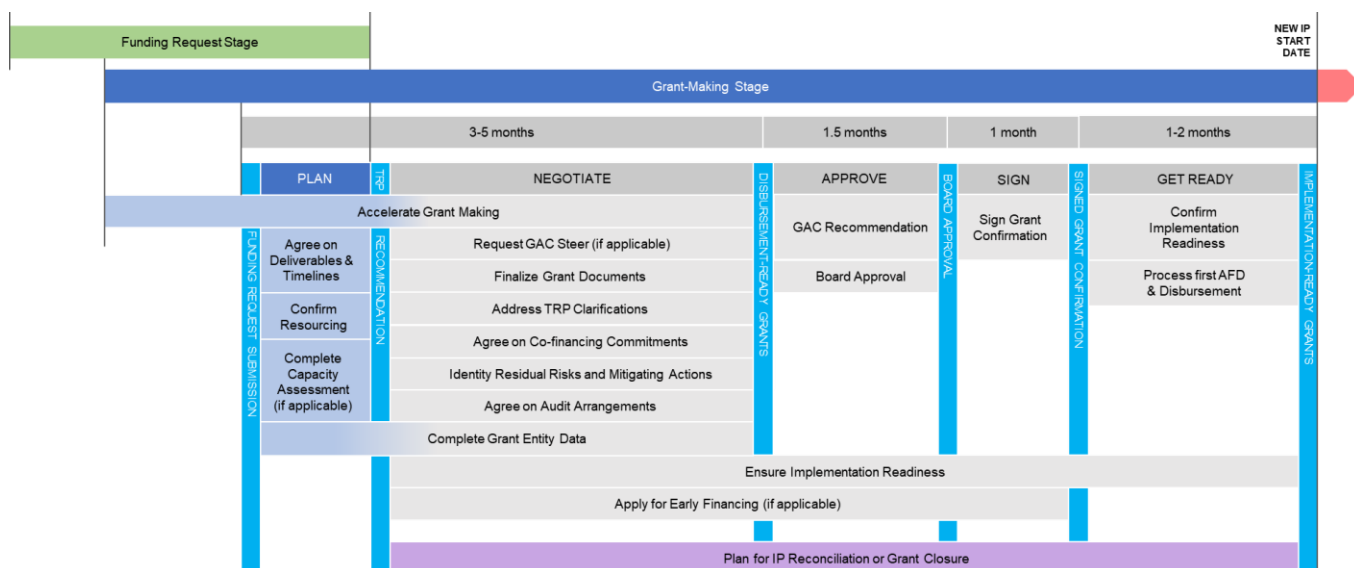 Funding Request Stage
NEW IP
START
DATE
Grant-Making Stage
3-5 months
1.5 months
1 month
1-2 months
PLAN
NEGOTIATE
APPROVE
SIGN
GET READY
FUNDING REQUEST SUBMISSION
TRP RECOMMENDATION
DISBURSEMENT-READY GRANTS
BOARD APPROVAL
SIGNED GRANT CONFIRMATION
IMPLEMENTATION-READY GRANTS
Accelerate Grant Making
Agree on
Deliverables &
Timelines
Confirm
Resourcing
Complete
Capacity
Assessment
(if applicable)
Request GAC Steer (if applicable)
Finalize Grant Documents
Address TRP Clarifications
Agree on Co-financing Commitments
Identity Residual Risks and Mitigating Actions
Agree on Audit Arrangements
Complete Grant Entity Data
GAC Recommendation
Board Approval
Sign Grant
Confirmation
Confirm
Implementation
Readiness
Process first AFD
& Disbursement
Ensure Implementation Readiness
Apply for Early Financing (if applicable)
Plan for IP Reconciliation or Grant Closure